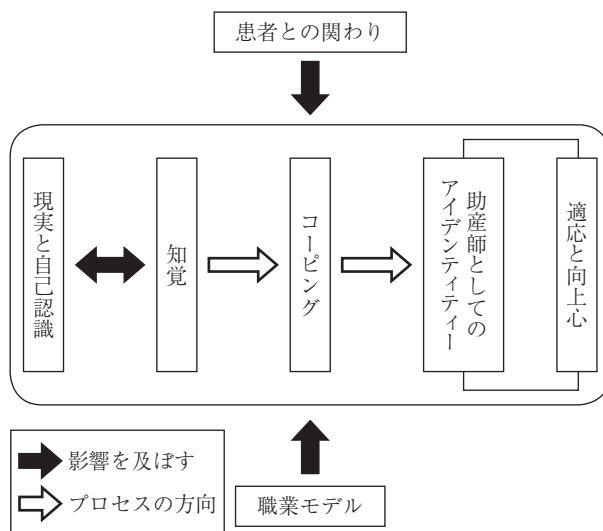 患者との関わり
現実と自己認識
知覚
コーピング
助産師としての
アイデンティティー
適応と向上心
影響を及ぼす
プロセスの方向
職業モデル